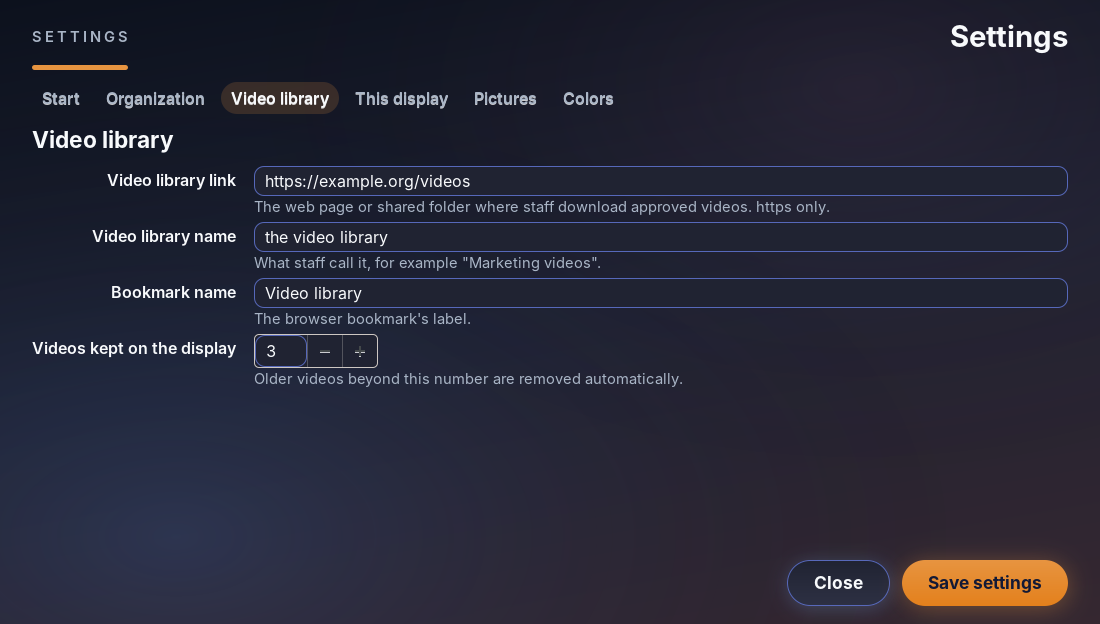 SETTINGS
Settings
Start Organization Video library This display Pictures Colors
Video library
Video library link https://example.org/videos
The web page or shared folder where staff download approved videos. https only.
Video library name the video library
What staff call it, for example "Marketing videos".
Bookmark name Video library
The browser bookmark's label.
Videos kept on the display 3 − +
Older videos beyond this number are removed automatically.
Close Save settings